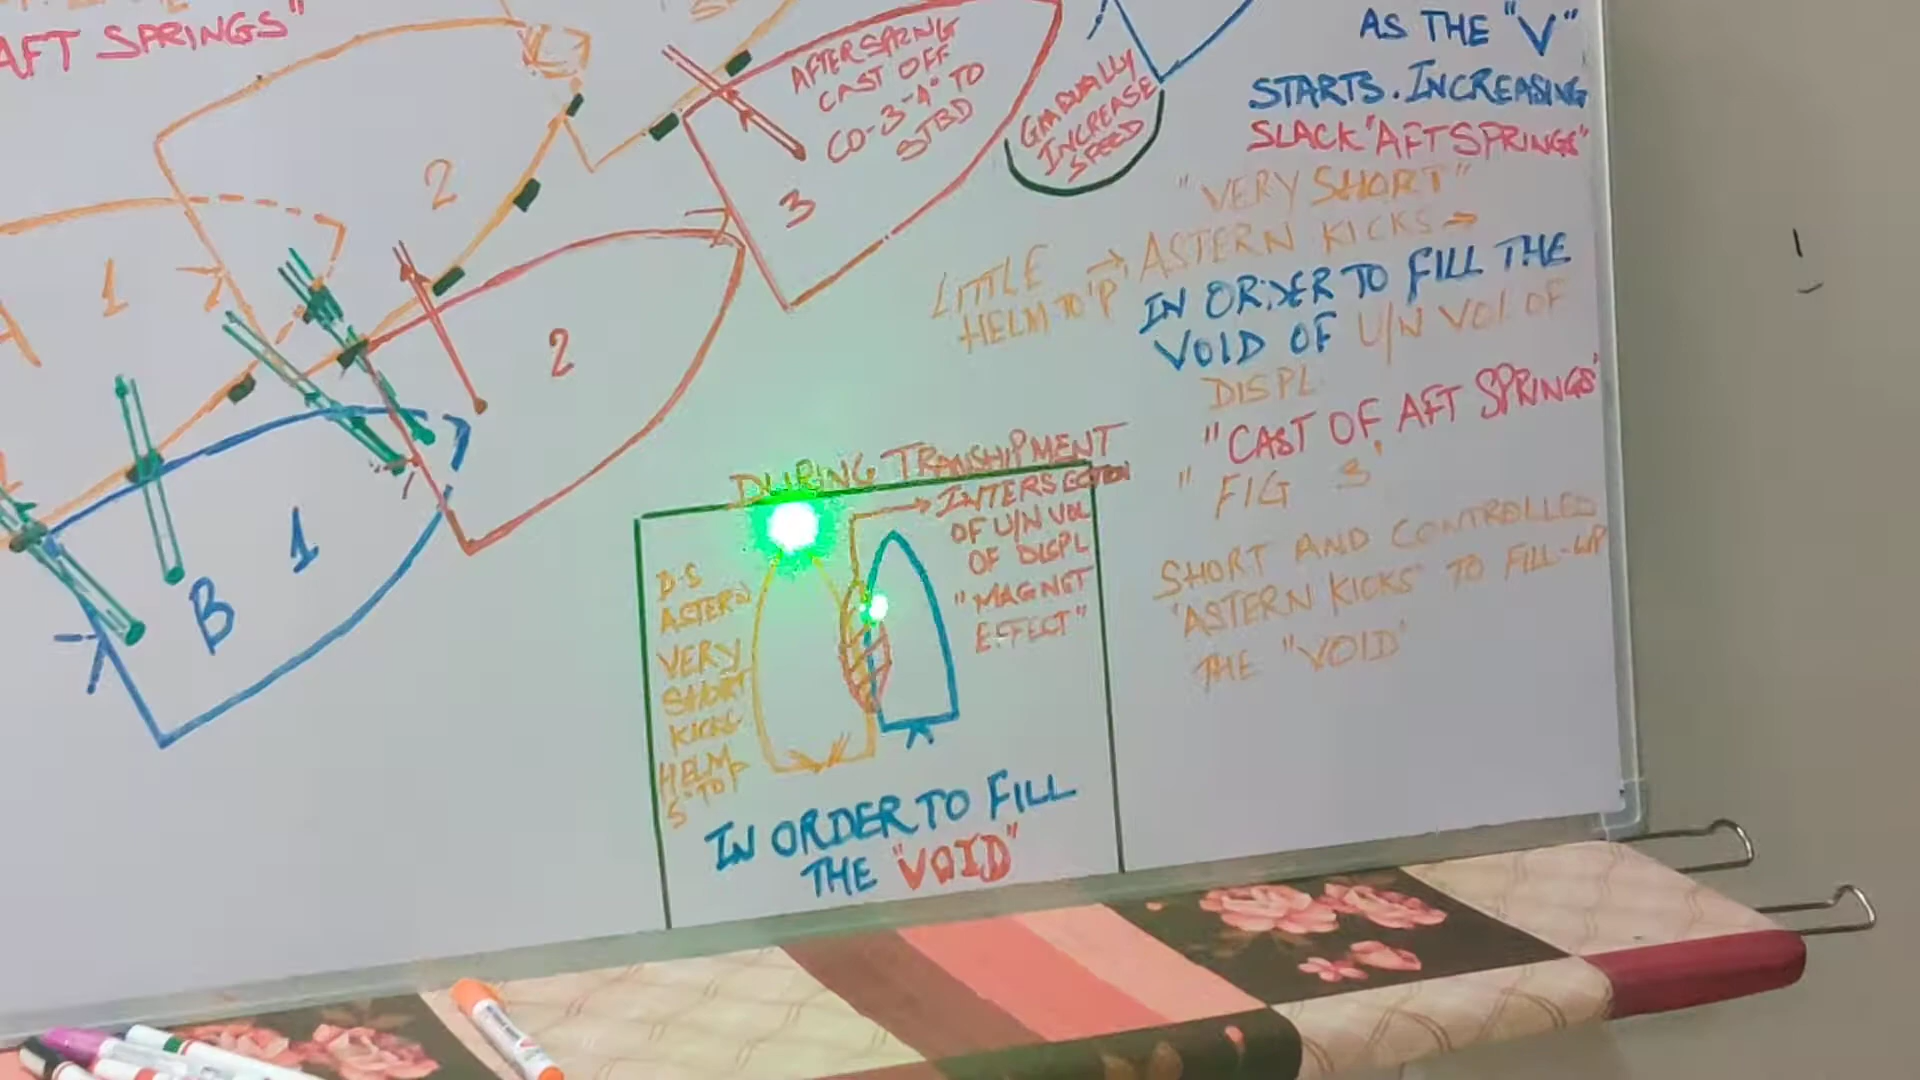 AFT SPRINGS"
1
2
AFTER SPRING
CAST OFF
CO-3-4° TO
STBD
3
GRADUALLY
INCREASE
SPEED
2
B
1
AS THE "V"
STARTS. INCREASING
SLACK "AFT SPRINGS"
"VERY SHORT"
LITTLE → ASTERN KICKS →
HELM TO 'P'
IN ORDER TO FILL THE
VOID OF U/N VOL OF
DISPL
"CAST OF AFT SPRINGS"
" FIG 3'
SHORT AND CONTROLLED
"ASTERN KICKS" TO FILL-UP
THE "VOID"
DURING TRANSHIPMENT
INTERSECTION
OF U/N VOL
OF DISPL
"MAGNET
EFFECT"
D.S
ASTERN
VERY
SHORT
KICKS
HELM
TO
IN ORDER TO FILL
THE "VOID"